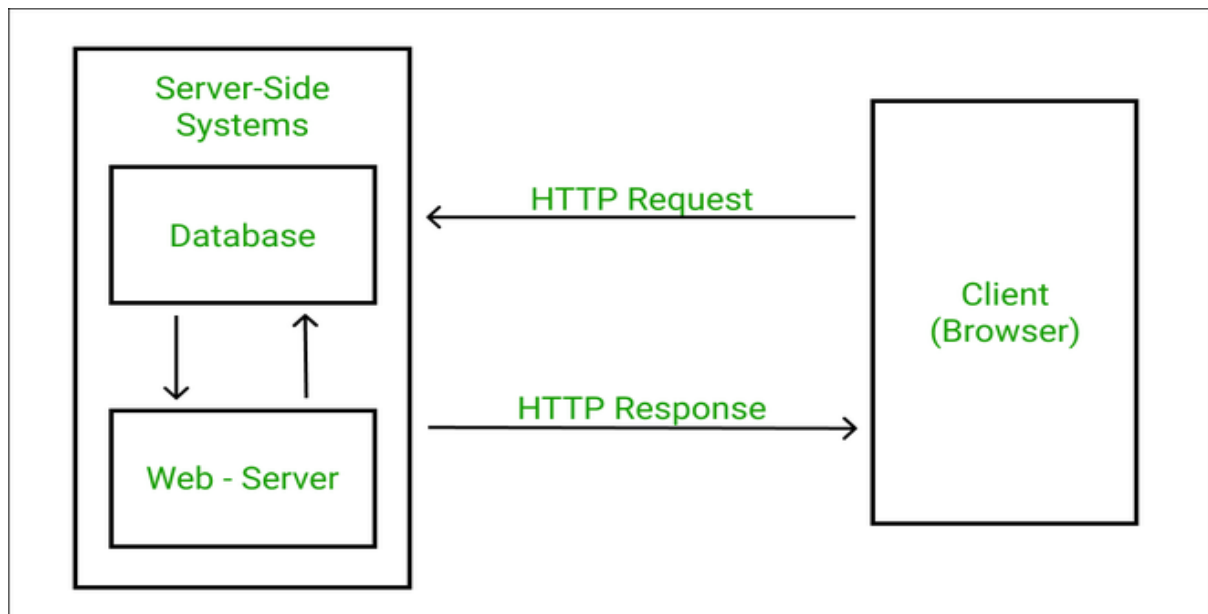 Server-Side
Systems
Database
Web - Server
HTTP Request
HTTP Response
Client
(Browser)